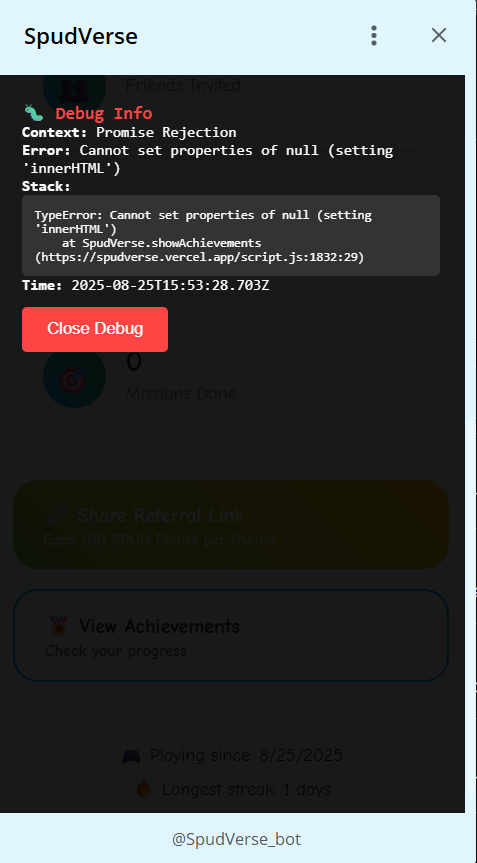 SpudVerse
Friends Invited
Debug Info
Context: Promise Rejection
Error: Cannot set properties of null (setting
'innerHTML')
Stack:
TypeError: Cannot set properties of null (setting
'innerHTML')
at SpudVerse.showAchievements
(https://spudverse.vercel.app/script.js:1832:29)
Time: 2025-08-25T15:53:28.703Z
Close Debug
0
Missions Done
Share Referral Link
Earn 100 SPUD Points per friend!
View Achievements
Check your progress
Playing since: 8/25/2025
Longest streak: 1 days
@SpudVerse_bot